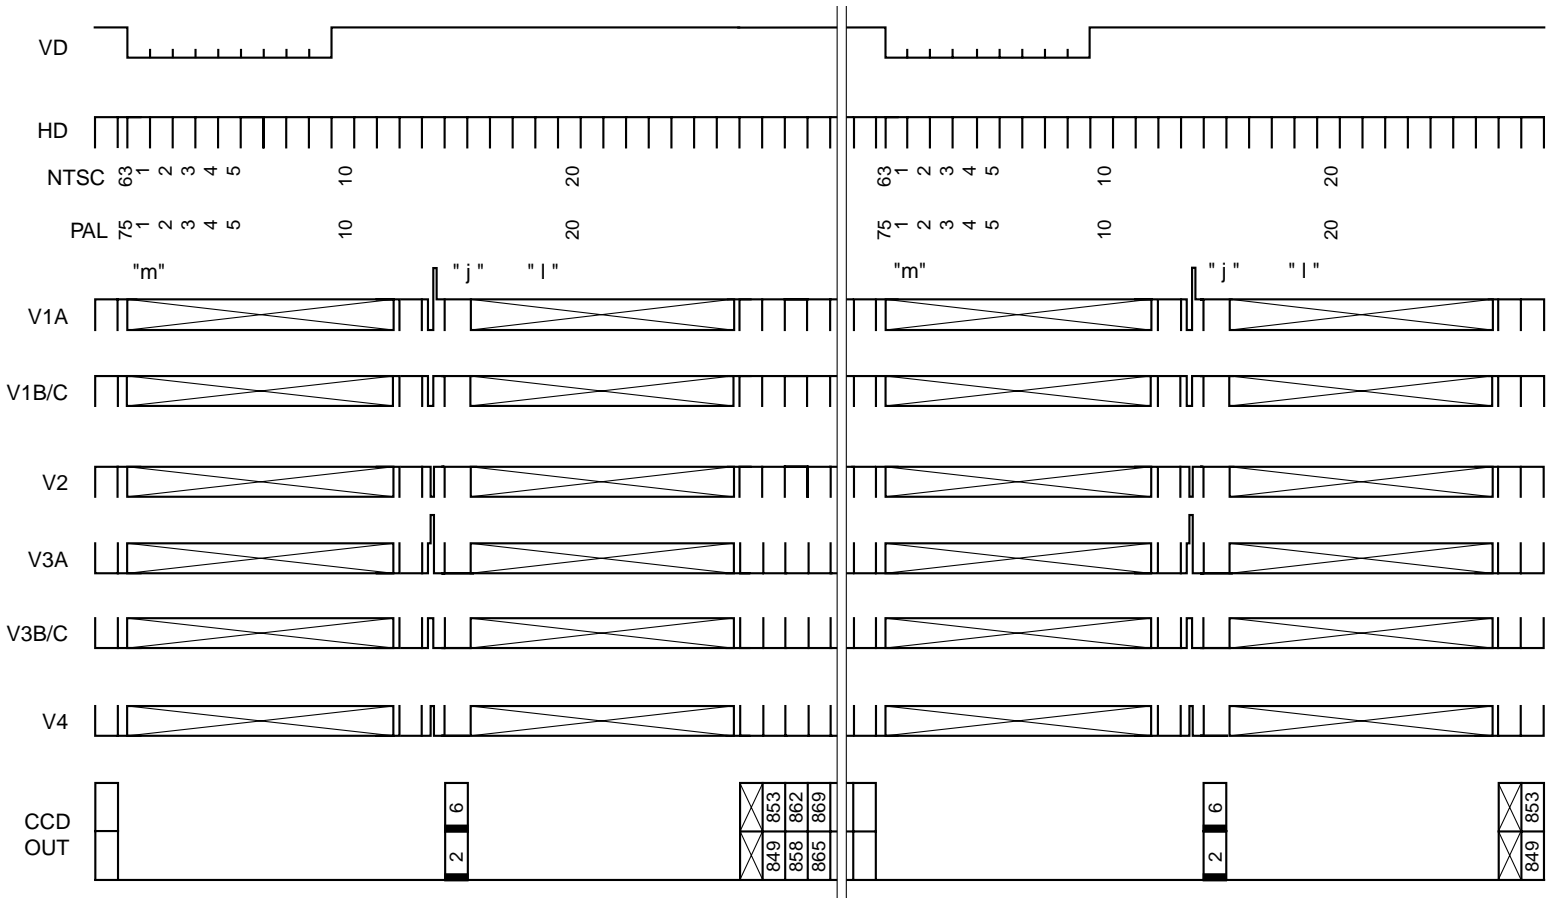 VD
HD
NTSC 63 1 2 3 4 5 10 20 63 1 2 3 4 5 10 20
PAL 75 1 2 3 4 5 10 20 75 1 2 3 4 5 10 20
"m" " j " " l " "m" " j " " l "
V1A
V1B/C
V2
V3A
V3B/C
V4
CCD OUT
6 853 862 869 6 853
2 849 858 865 2 849